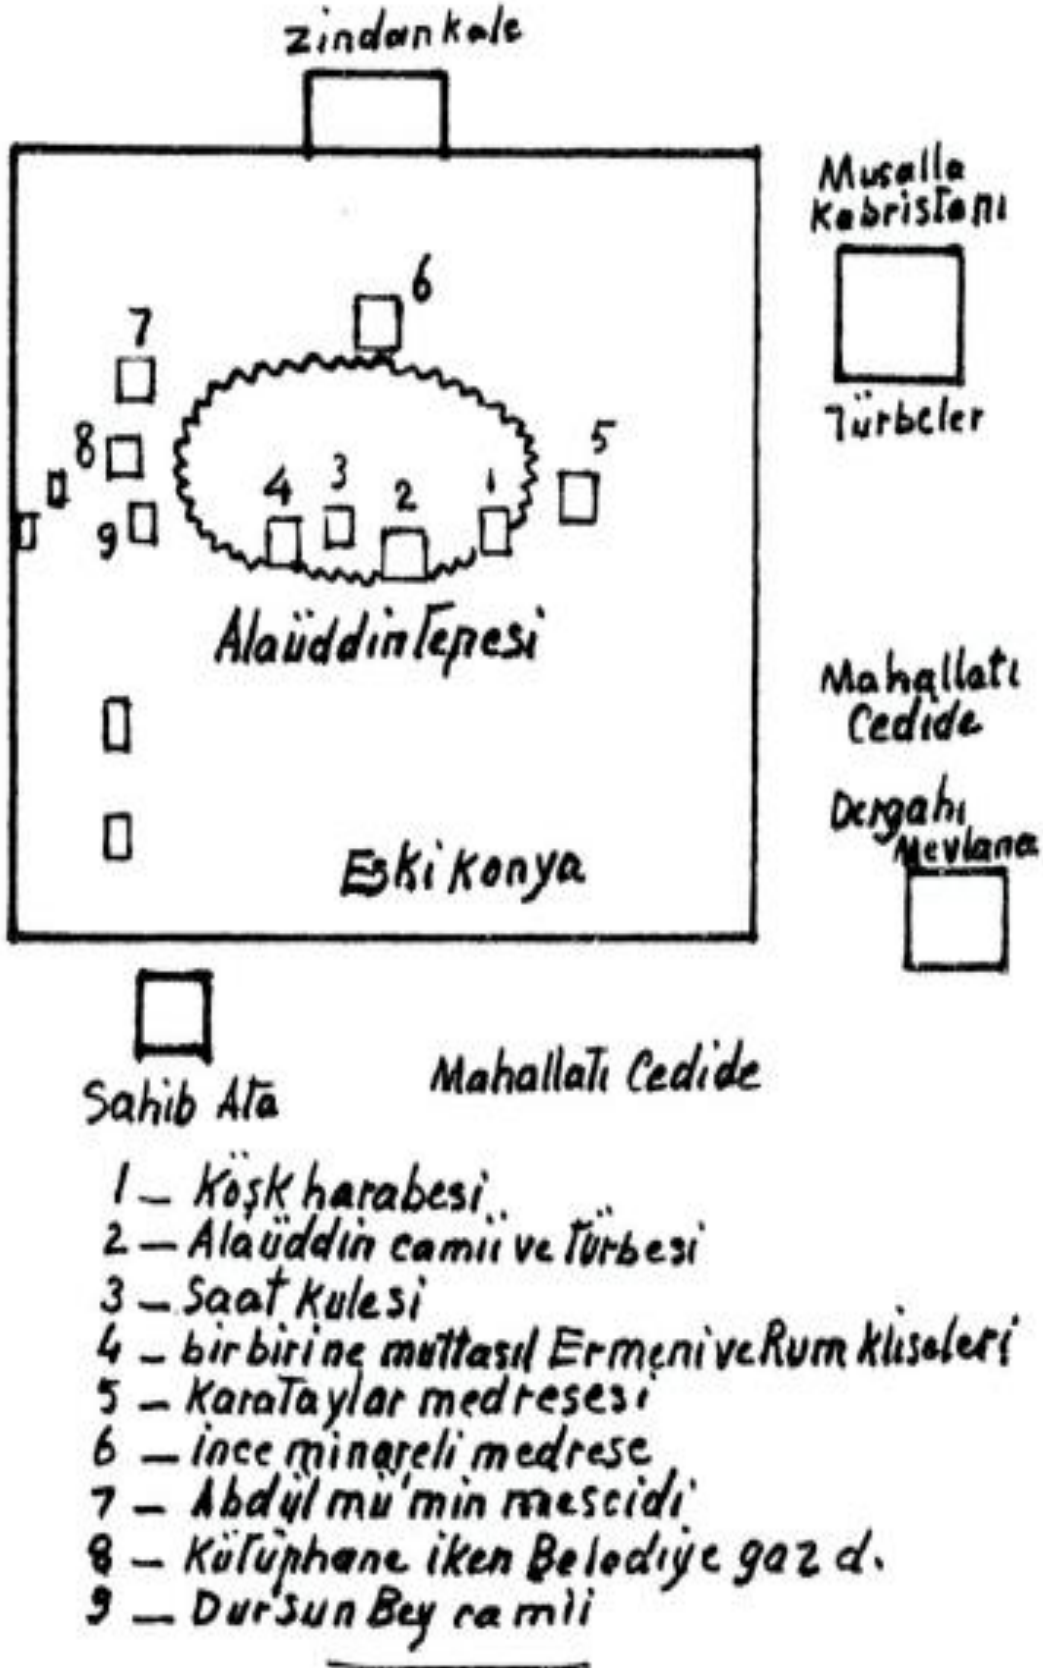 Zindankale
Musalla
Kabristanı
Türbeler
6
7
8
9
5
4
3
2
1
Alaüddin Tepesi
Mahallatı
Cedide
Dergahı
Mevlana
Eski Konya
Sahib Ata
Mahallatı Cedide
1 — Köşk harabesi
2 — Alaüddin camii ve Türbesi
3 — Saat Kulesi
4 — birbirine muttasıl Ermeni ve Rum kliseleri
5 — Karataylar medresesi
6 — ince minareli medrese
7 — Abdül mü'min mescidi
8 — Kütüphane iken Belediye gaz d.
9 — Dursun Bey camii